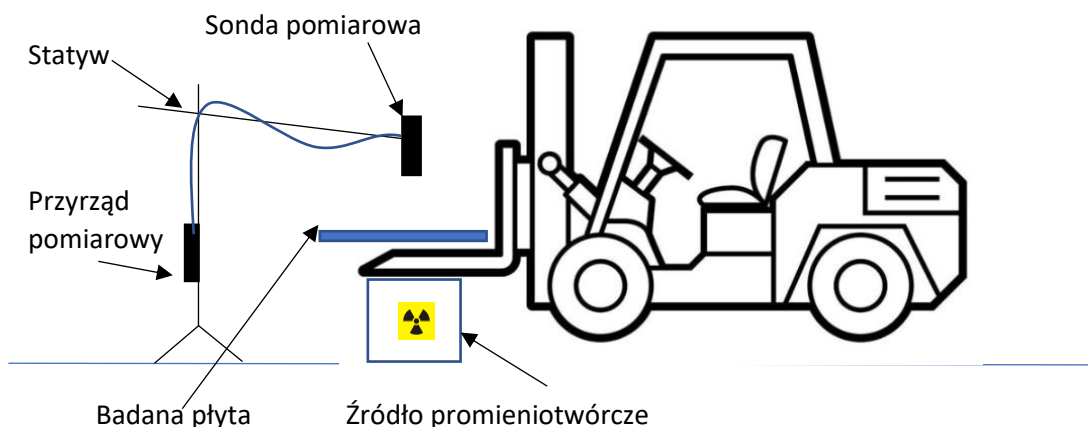 Sonda pomiarowa
Statyw
Przyrząd
pomiarowy
Badana płyta
Źródło promieniotwórcze